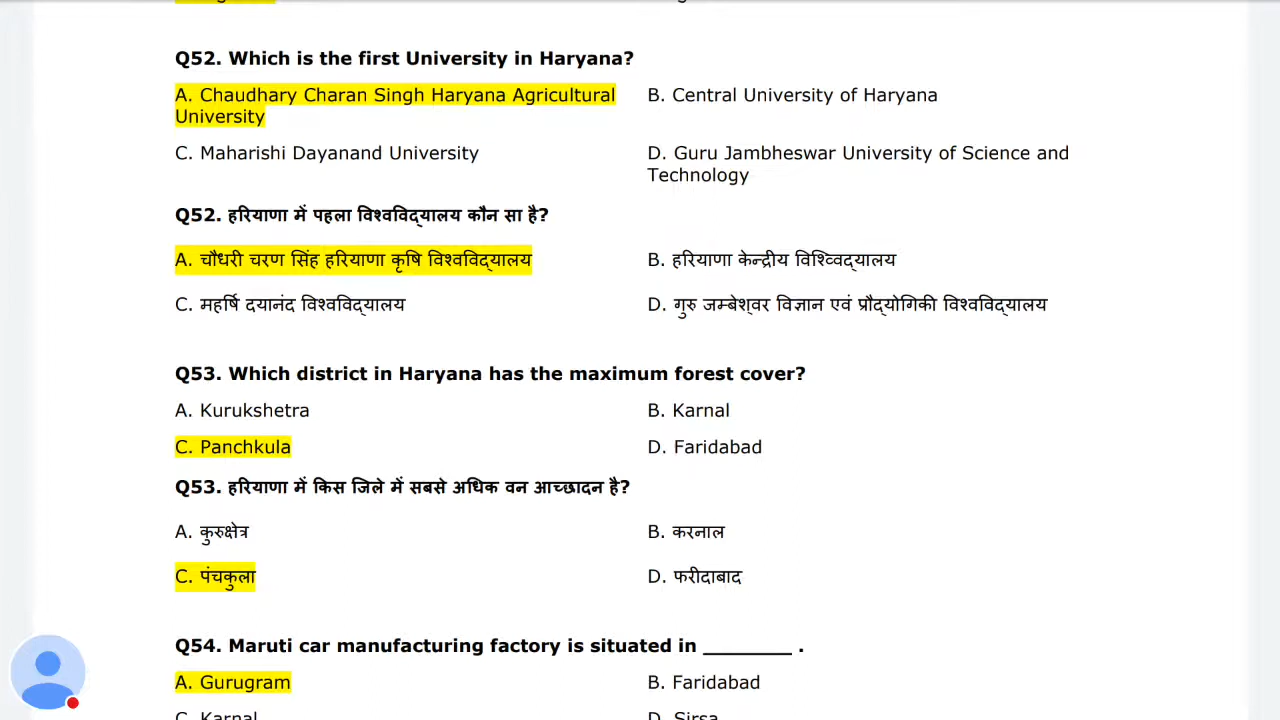 Q52. Which is the first University in Haryana?
A. Chaudhary Charan Singh Haryana Agricultural University
B. Central University of Haryana
C. Maharishi Dayanand University
D. Guru Jambheswar University of Science and Technology
Q52. हरियाणा में पहला विश्वविद्यालय कौन सा है?
A. चौधरी चरण सिंह हरियाणा कृषि विश्वविद्यालय
B. हरियाणा केन्द्रीय विश्व्विद्यालय
C. महर्षि दयानंद विश्वविद्यालय
D. गुरु जम्बेश्वर विज्ञान एवं प्रौद्योगिकी विश्वविद्यालय
Q53. Which district in Haryana has the maximum forest cover?
A. Kurukshetra
B. Karnal
C. Panchkula
D. Faridabad
Q53. हरियाणा में किस जिले में सबसे अधिक वन आच्छादन है?
A. कुरुक्षेत्र
B. करनाल
C. पंचकुला
D. फरीदाबाद
Q54. Maruti car manufacturing factory is situated in ________ .
A. Gurugram
B. Faridabad
C. Karnal
D. Sirsa